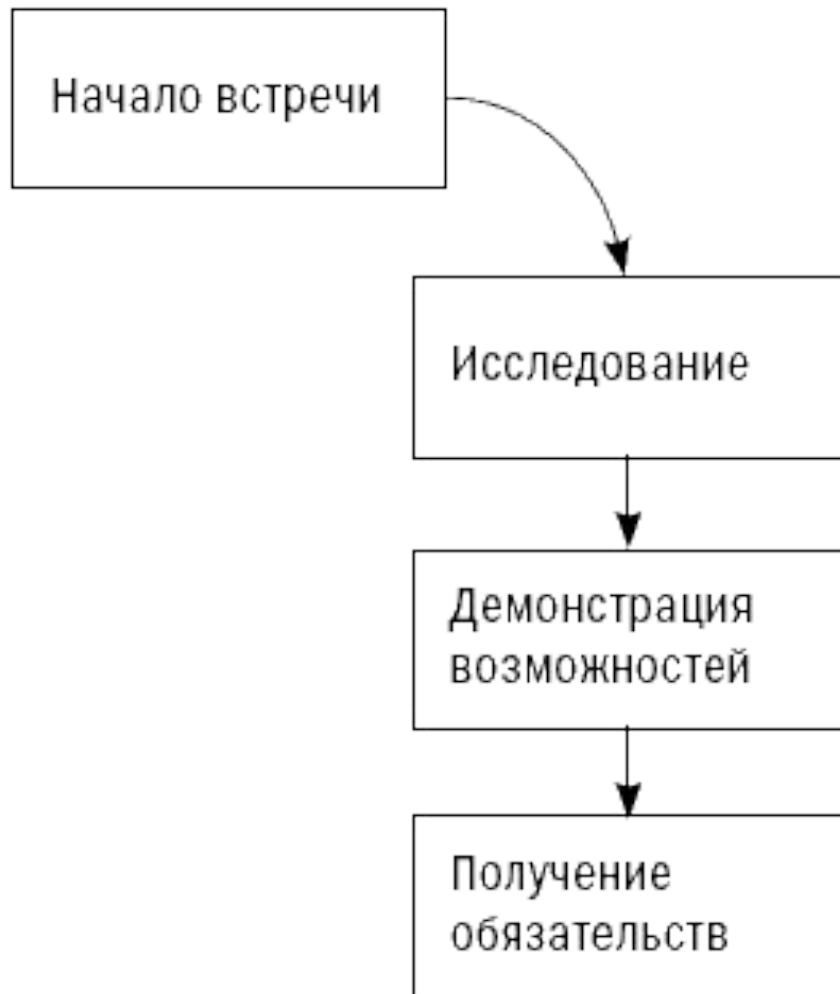 Начало встречи
Исследование
Демонстрация
возможностей
Получение
обязательств